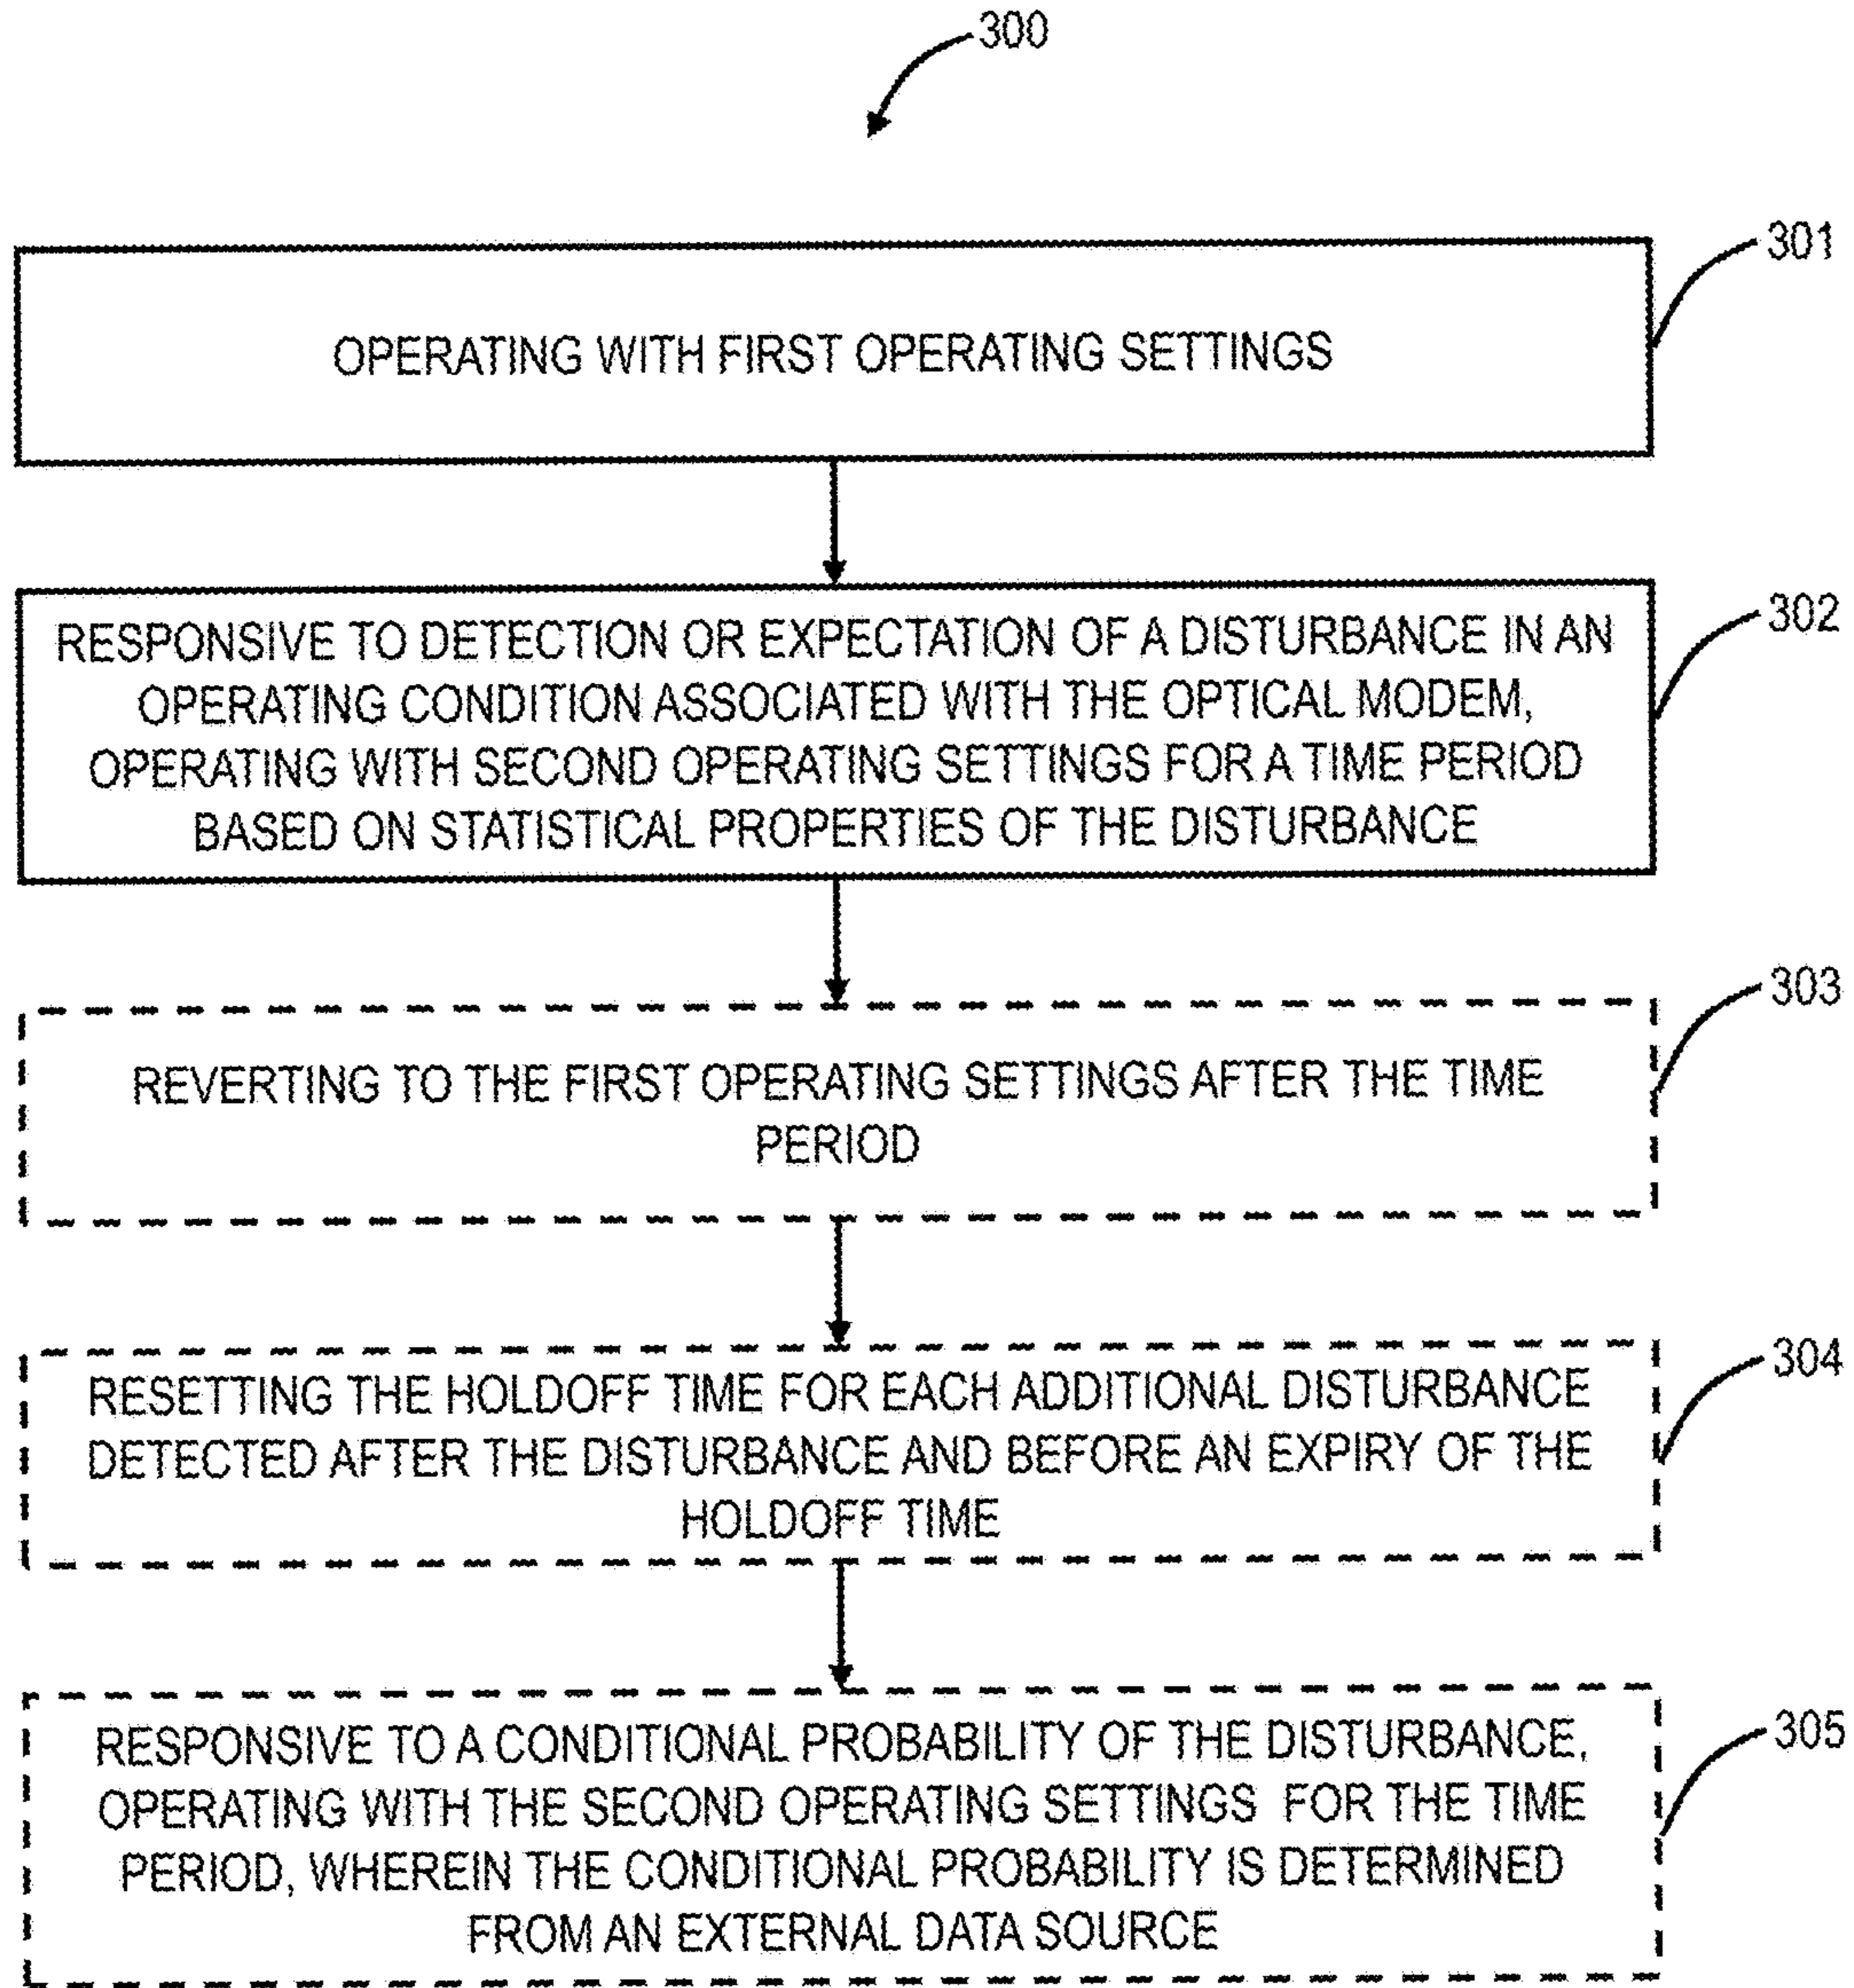 300
301
OPERATING WITH FIRST OPERATING SETTINGS
302
RESPONSIVE TO DETECTION OR EXPECTATION OF A DISTURBANCE IN AN
OPERATING CONDITION ASSOCIATED WITH THE OPTICAL MODEM,
OPERATING WITH SECOND OPERATING SETTINGS FOR A TIME PERIOD
BASED ON STATISTICAL PROPERTIES OF THE DISTURBANCE
303
REVERTING TO THE FIRST OPERATING SETTINGS AFTER THE TIME
PERIOD
304
RESETTING THE HOLDOFF TIME FOR EACH ADDITIONAL DISTURBANCE
DETECTED AFTER THE DISTURBANCE AND BEFORE AN EXPIRY OF THE
HOLDOFF TIME
305
RESPONSIVE TO A CONDITIONAL PROBABILITY OF THE DISTURBANCE,
OPERATING WITH THE SECOND OPERATING SETTINGS FOR THE TIME
PERIOD, WHEREIN THE CONDITIONAL PROBABILITY IS DETERMINED
FROM AN EXTERNAL DATA SOURCE